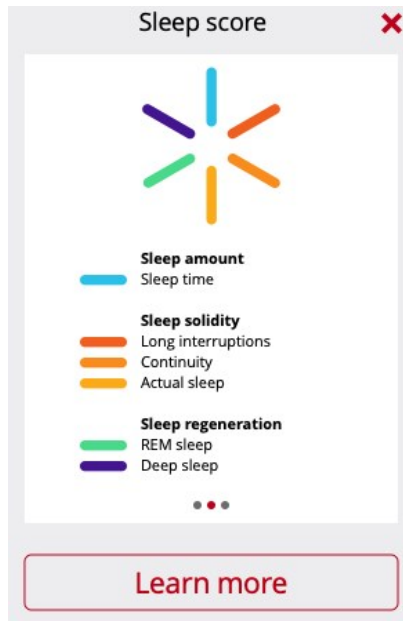 Sleep score
Sleep amount
Sleep time
Sleep solidity
Long interruptions
Continuity
Actual sleep
Sleep regeneration
REM sleep
Deep sleep
Learn more